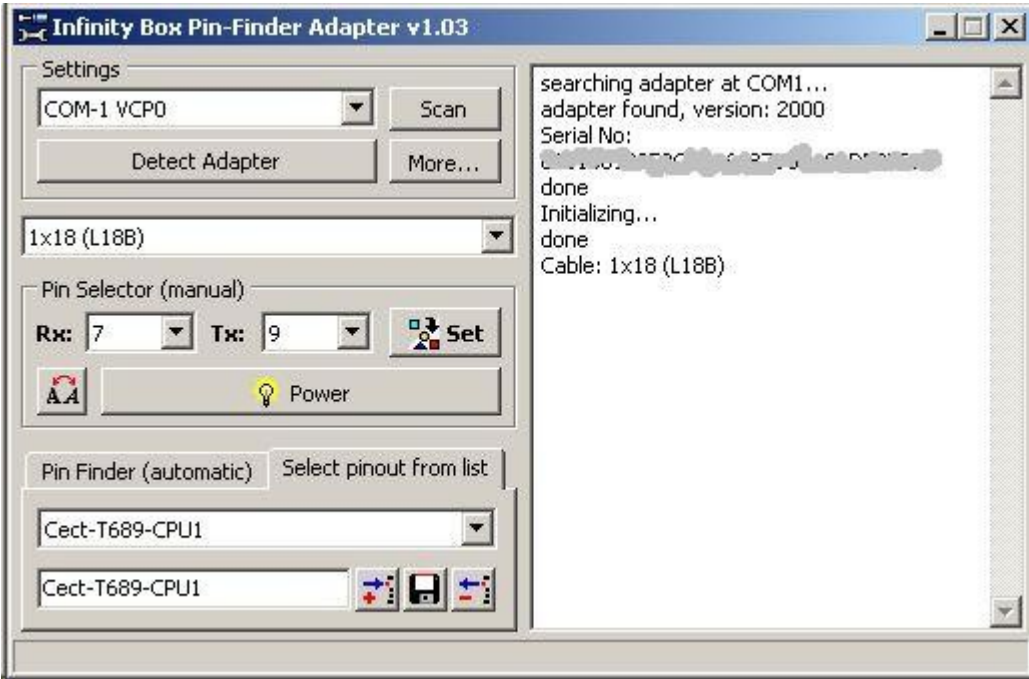 Infinity Box Pin-Finder Adapter v1.03
Settings
COM-1 VCP0
Scan
Detect Adapter
More...
1x18 (L18B)
Pin Selector (manual)
Rx: 7 Tx: 9 Set
Power
Pin Finder (automatic) Select pinout from list
Cect-T689-CPU1
Cect-T689-CPU1
searching adapter at COM1...
adapter found, version: 2000
Serial No:
done
Initializing...
done
Cable: 1x18 (L18B)